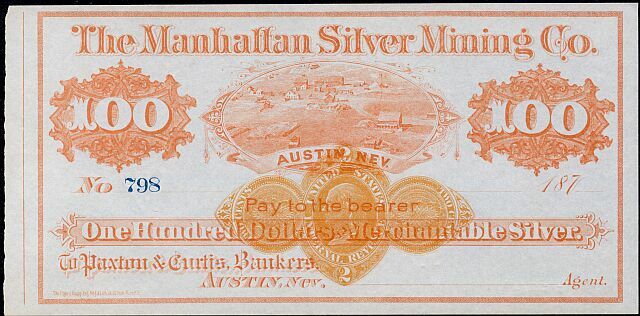 The Manhattan Silver Mining Co.
100 100
AUSTIN, NEV.
No 798 187
Pay to the bearer
One Hundred Dollars Merchantable Silver.
To Paxton & Curtis, Bankers.
AUSTIN, NEV. Agent.
2